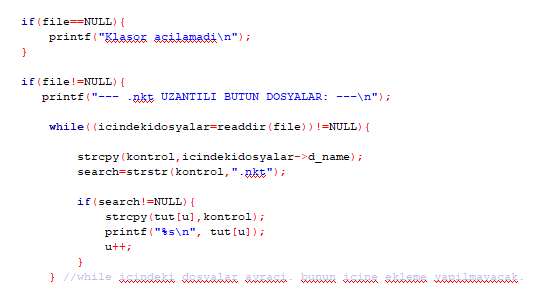 if(file==NULL){
printf("Klasor acilamadi\n");
}
if(file!=NULL){
printf("--- .nkt UZANTILI BUTUN DOSYALAR: ---\n");
while((icindekidosyalar=readdir(file))!=NULL){
strcpy(kontrol,icindekidosyalar->d_name);
search=strstr(kontrol,".nkt");
if(search!=NULL){
strcpy(tut[u],kontrol);
printf("%s\n", tut[u]);
u++;
}
} //while icindeki dosyalar ayraci. bunun icine ekleme yapilmayacak.